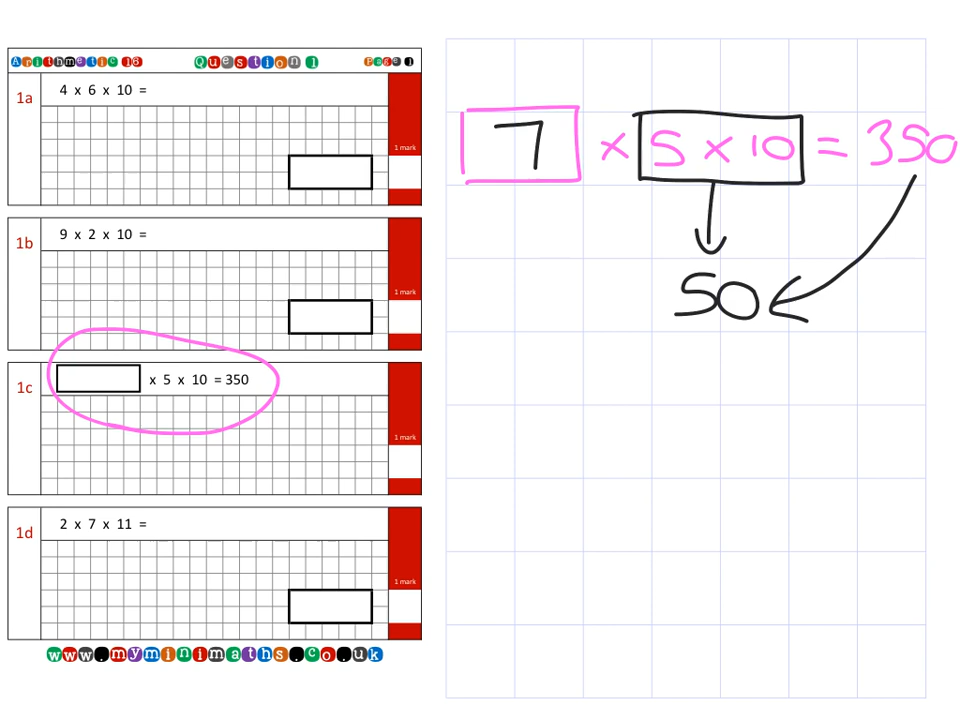 Arithmetic 18 Question 1 Page 1
1a 4 x 6 x 10 =
1 mark
1b 9 x 2 x 10 =
1 mark
1c x 5 x 10 = 350
1 mark
1d 2 x 7 x 11 =
1 mark
www.myminimaths.co.uk
7 x 5 x 10 = 350
50